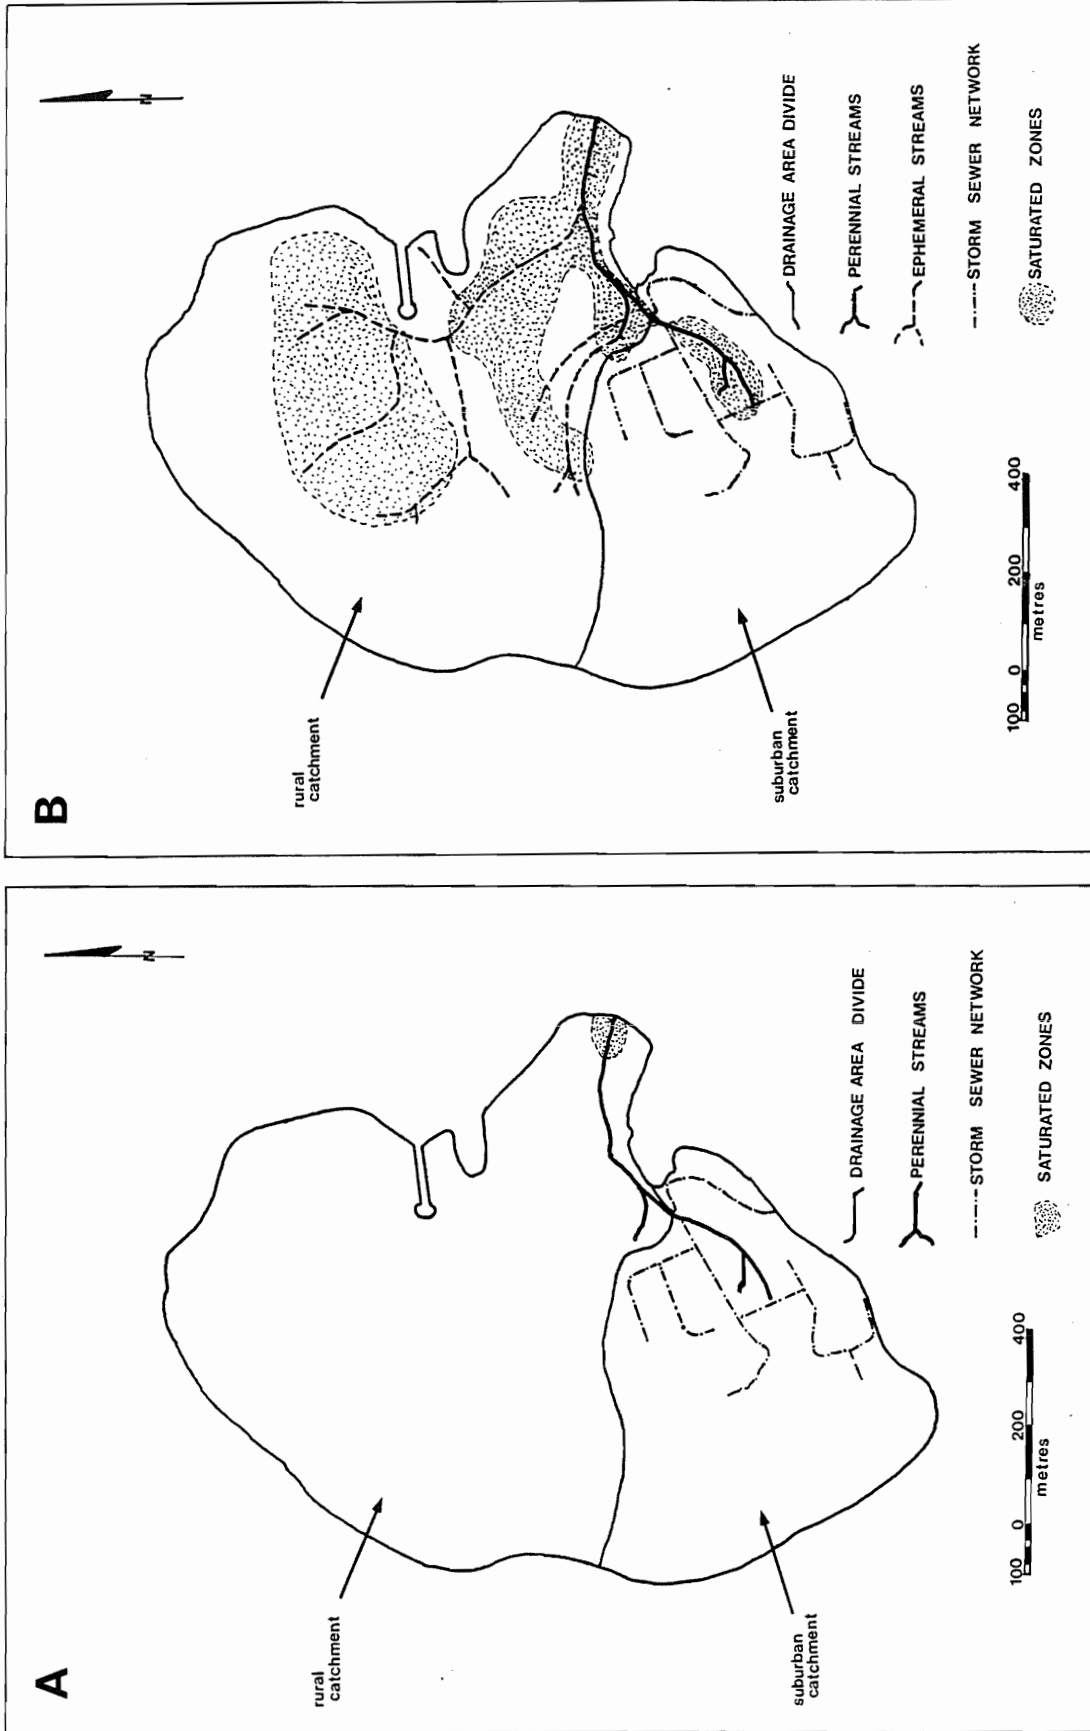 A
N
rural
catchment
suburban
catchment
DRAINAGE AREA DIVIDE
PERENNIAL STREAMS
STORM SEWER NETWORK
SATURATED ZONES
100 0 200 400
metres
B
N
rural
catchment
suburban
catchment
DRAINAGE AREA DIVIDE
PERENNIAL STREAMS
EPHEMERAL STREAMS
STORM SEWER NETWORK
SATURATED ZONES
100 0 200 400
metres